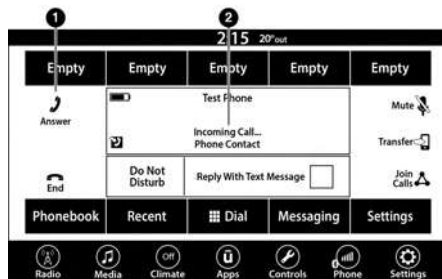 1 2
2:15 20°out
Empty Empty Empty Empty Empty
Test Phone
Answer
Mute
Incoming Call...
Phone Contact
Transfer
End
Do Not
Disturb
Reply With Text Message
Join
Calls
Phonebook Recent Dial Messaging Settings
Off
Radio Media Climate Apps Controls Phone Settings